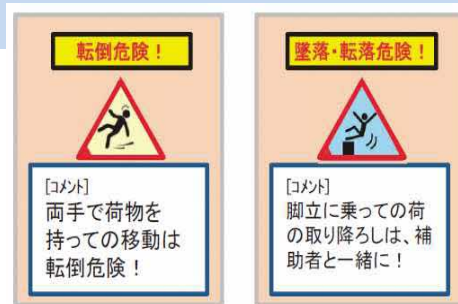 転倒危険！
[コメント]
両手で荷物を
持っての移動は
転倒危険！
墜落・転落危険！
[コメント]
脚立に乗っての荷
の取り降ろしは、補
助者と一緒に！